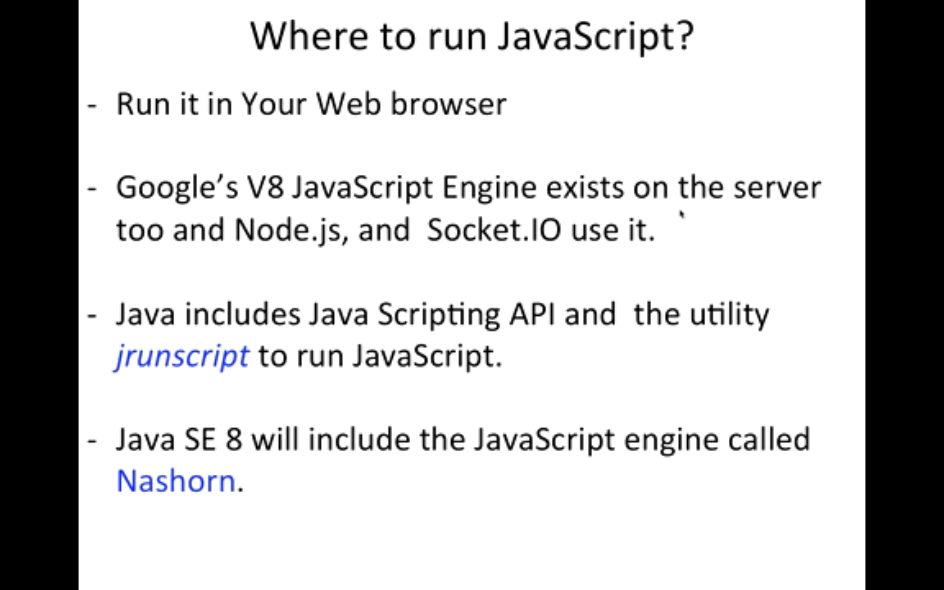 Where to run JavaScript?
- Run it in Your Web browser
- Google's V8 JavaScript Engine exists on the server
too and Node.js, and Socket.IO use it.
- Java includes Java Scripting API and the utility
jrunscript to run JavaScript.
- Java SE 8 will include the JavaScript engine called
Nashorn.